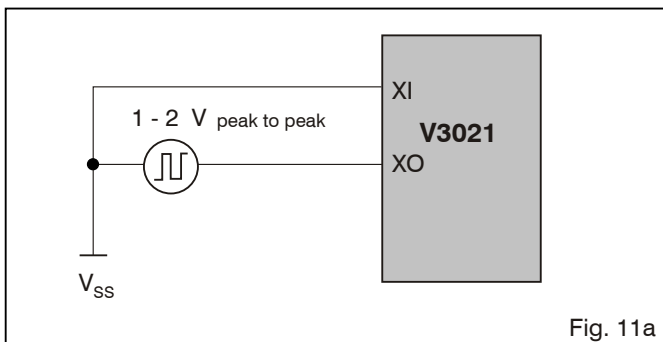 XI
1 - 2 V peak to peak
V3021
XO
VSS
Fig. 11a